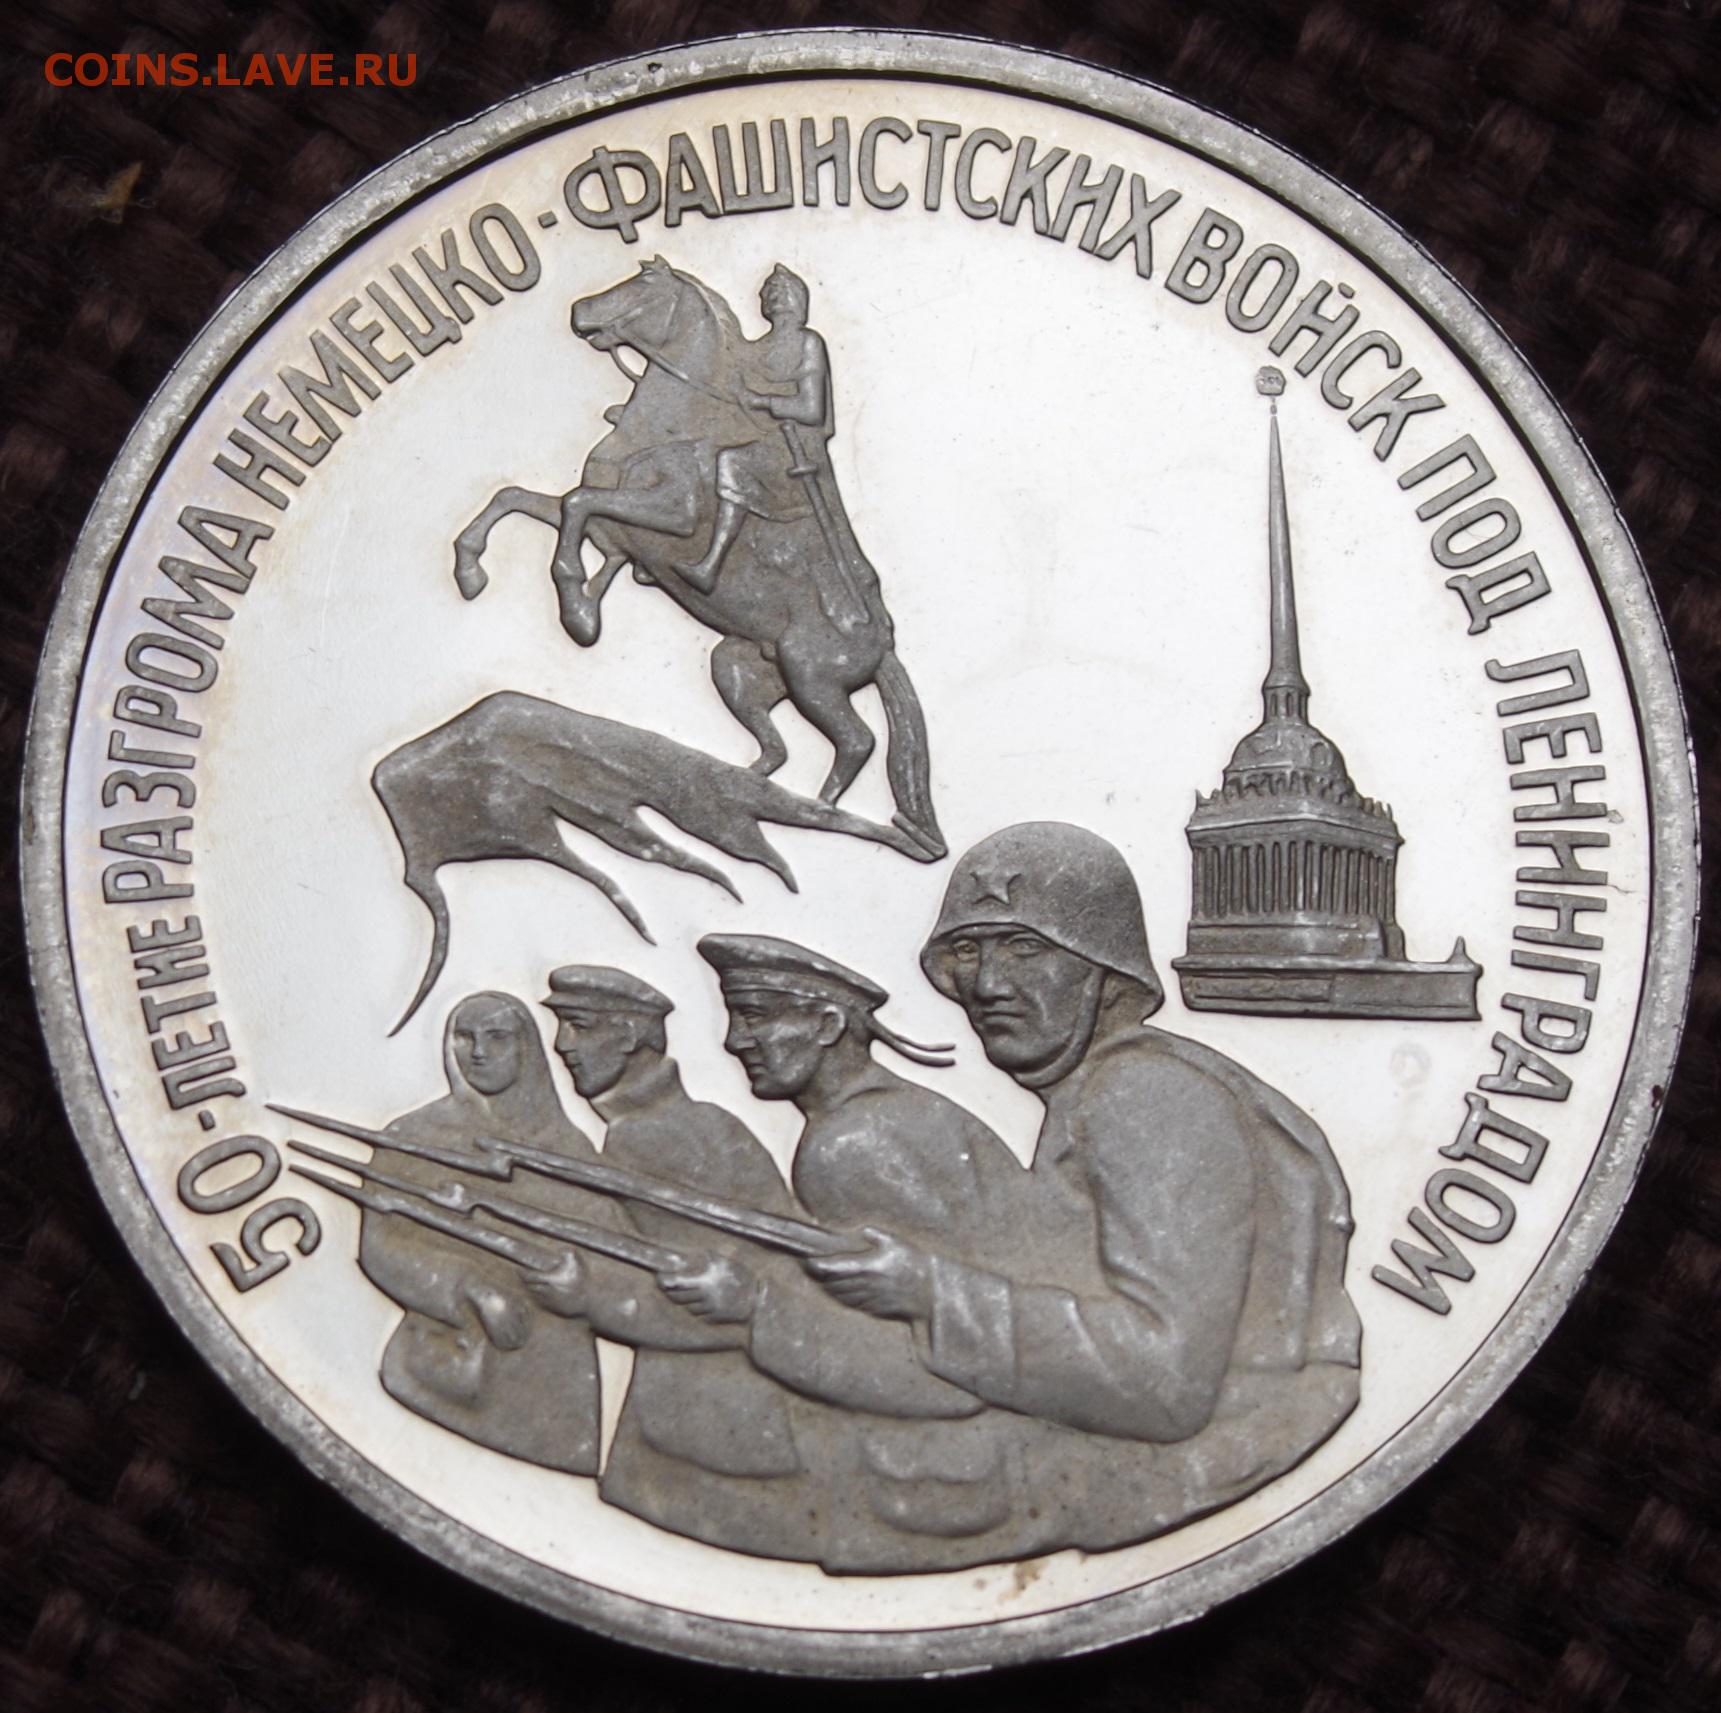 COINS.LAVE.RU
50-ЛЕТИЕ РАЗГРОМА НЕМЕЦКО-ФАШИСТСКИХ ВОЙСК ПОД ЛЕНИНГРАДОМ